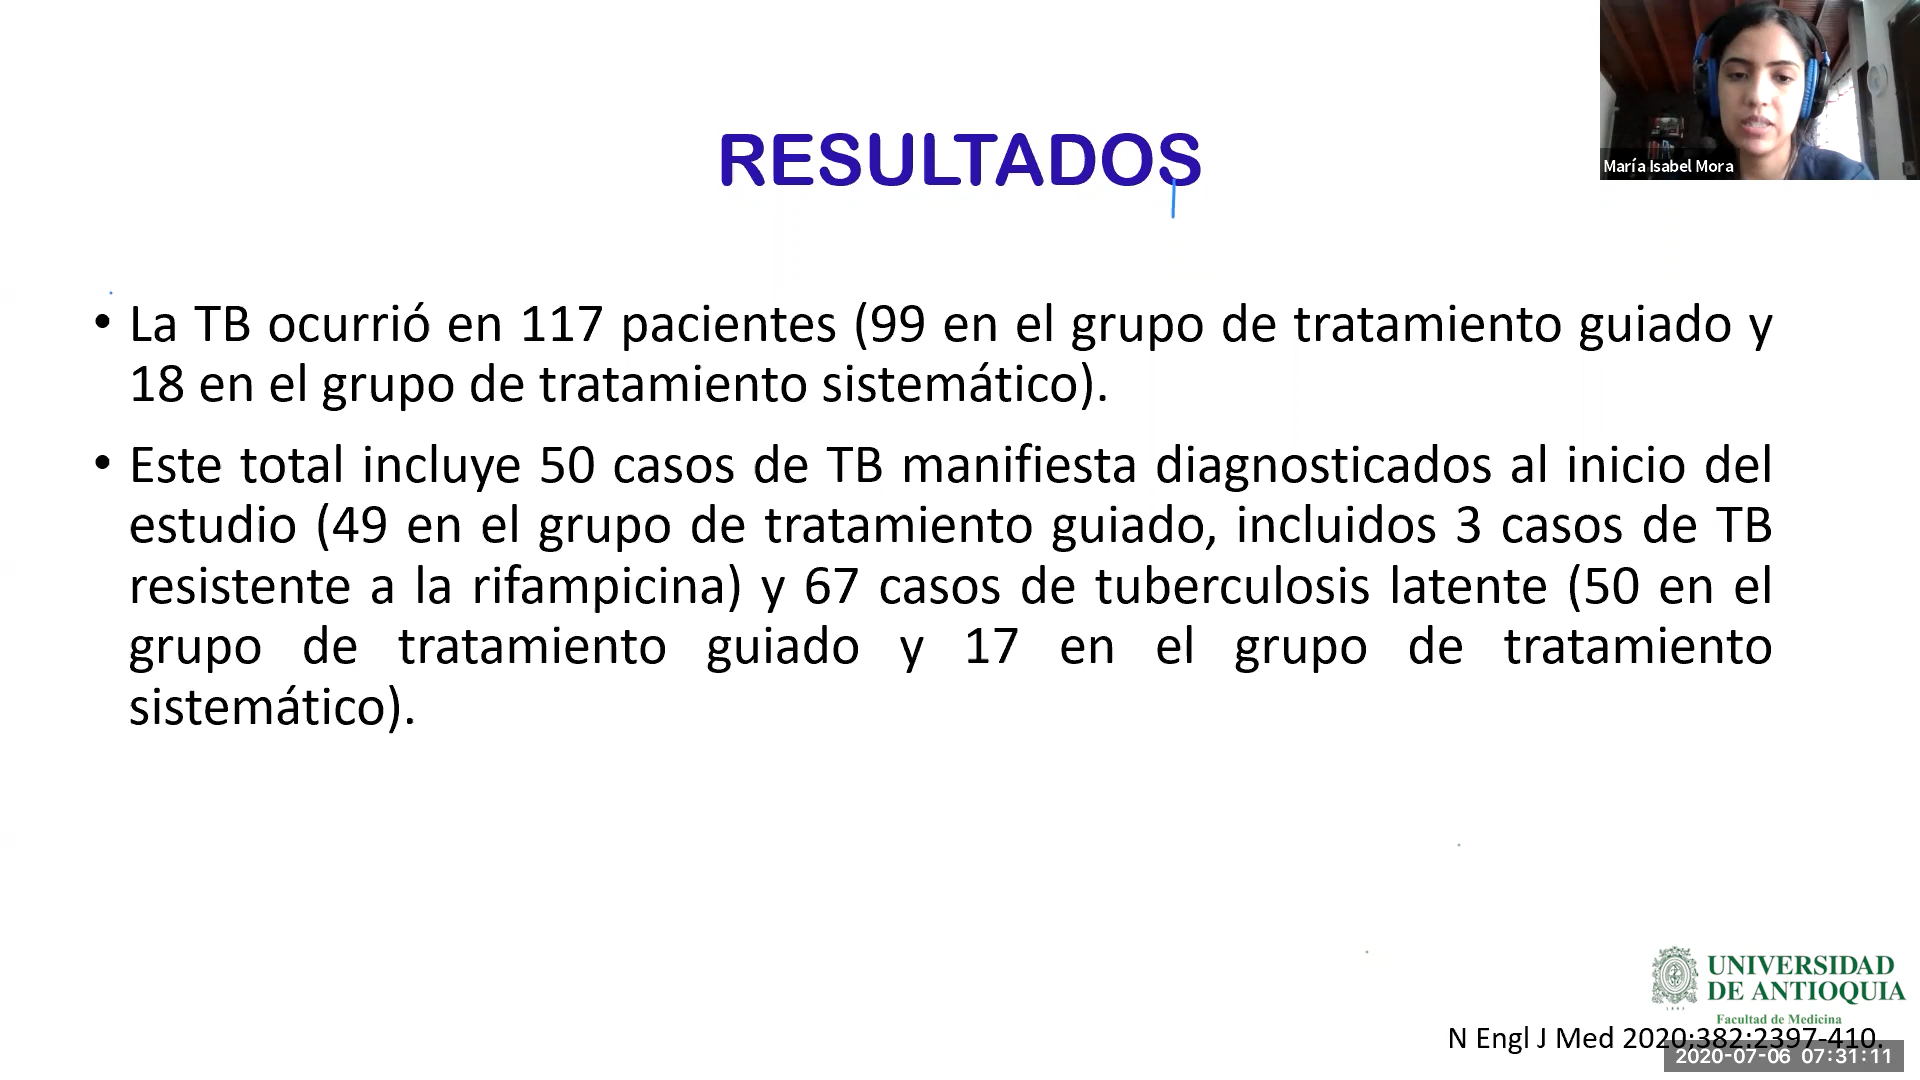 RESULTADOS
María Isabel Mora
• La TB ocurrió en 117 pacientes (99 en el grupo de tratamiento guiado y
18 en el grupo de tratamiento sistemático).
• Este total incluye 50 casos de TB manifiesta diagnosticados al inicio del
estudio (49 en el grupo de tratamiento guiado, incluidos 3 casos de TB
resistente a la rifampicina) y 67 casos de tuberculosis latente (50 en el
grupo de tratamiento guiado y 17 en el grupo de tratamiento
sistemático).
UNIVERSIDAD
DE ANTIOQUIA
1803
Facultad de Medicina
N Engl J Med 2020;382:2397-410.
2020-07-06 07:31:11